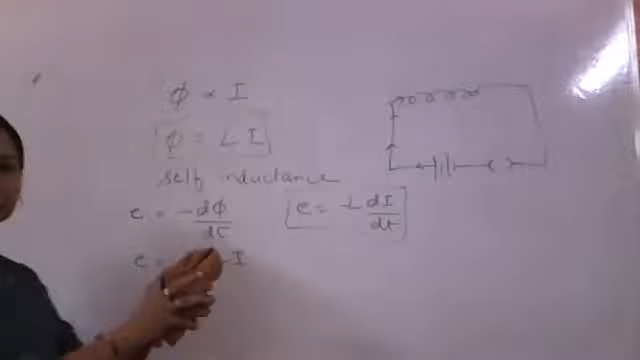 ϕ ∝ I
ϕ = L I
self inductance
e = -dϕ/dt
e = -L dI/dt
e = I